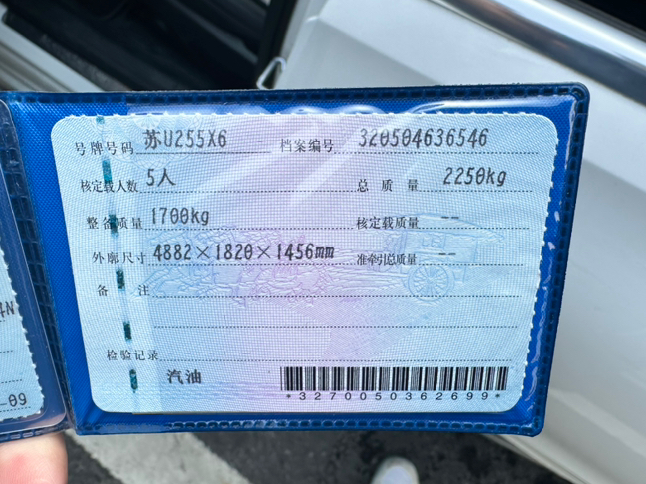 号牌号码 苏U255X6 档案编号 320504636546
核定载人数 5人 总质量 2250kg
整备质量 1700kg 核定载质量 --
外廓尺寸 4882×1820×1456mm 准牵引总质量 --
备注
检验记录
汽油
*3270050362699*
4N
-09